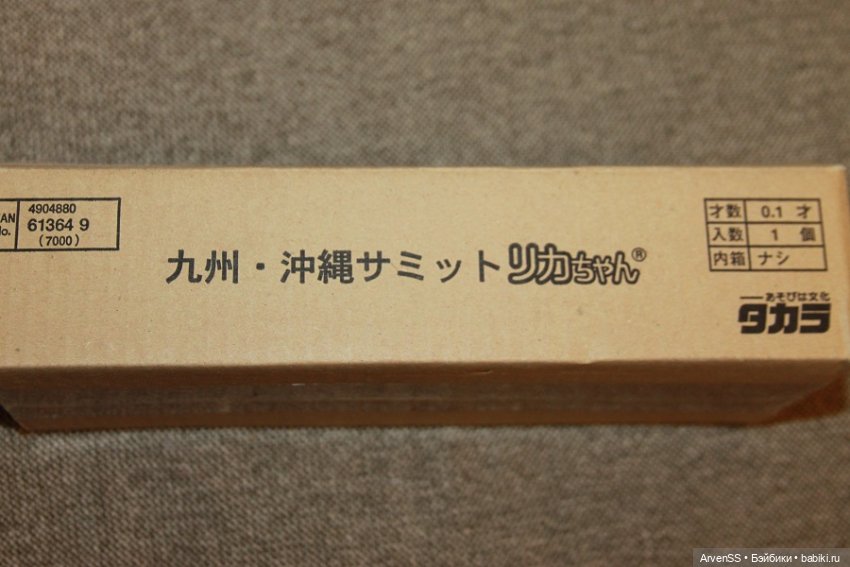 AN
No.
4904880
61364 9
(7000)
九州・沖縄サミットリカちゃん®
才数 0.1 才
入数 1 個
内箱 ナシ
あそびは文化
タカラ
ArvenSS • Бэйбики • babiki.ru